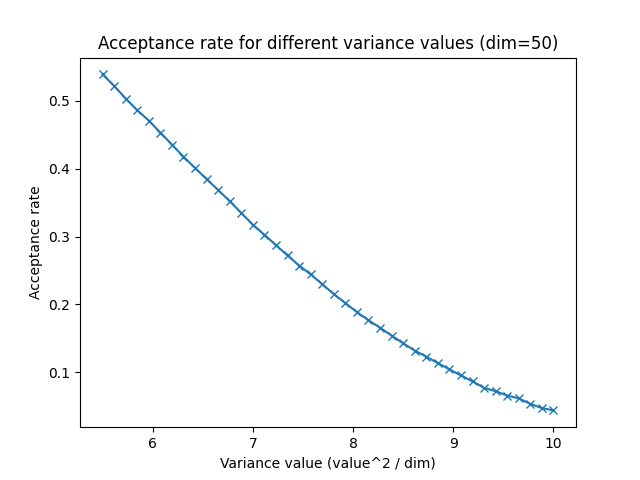 Acceptance rate for different variance values (dim=50)
0.5
0.4
0.3
0.2
0.1
Acceptance rate
6 7 8 9 10
Variance value (value^2 / dim)